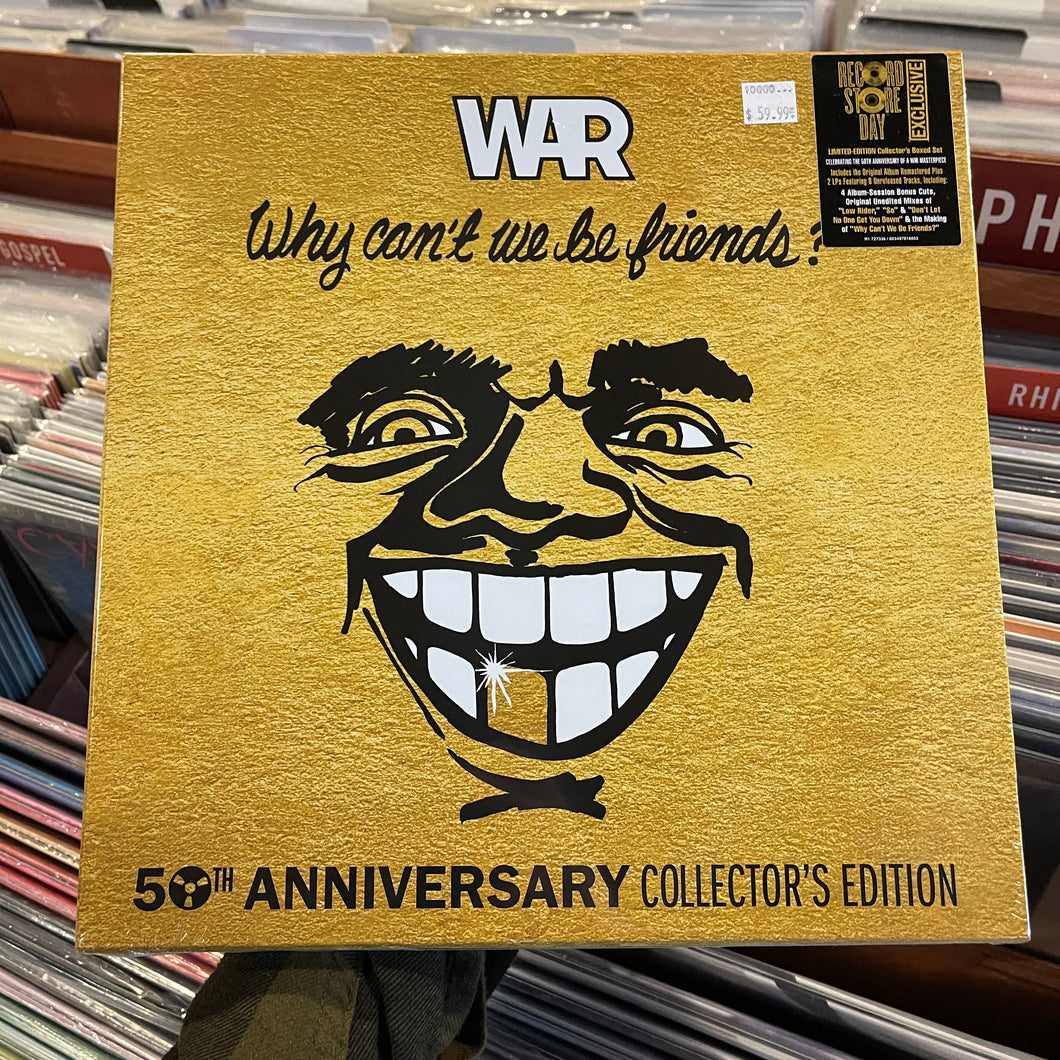 WAR
Why can't we be friends?
10000
$ 59.99
RECORD
STORE
DAY
EXCLUSIVE
LIMITED-EDITION Collector's Boxed Set
CELEBRATING THE 50TH ANNIVERSARY OF A WAR MASTERPIECE
Includes the Original Album Remastered Plus
2 LPs Featuring 8 Unreleased Tracks, Including:
4 Album-Session Bonus Cuts,
Original Unedited Mixes of
"Low Rider," "So" & "Don't Let
No One Get You Down" & the Making
of "Why Can't We Be Friends?"
50TH ANNIVERSARY COLLECTOR'S EDITION
GOSPEL
PH
RHI